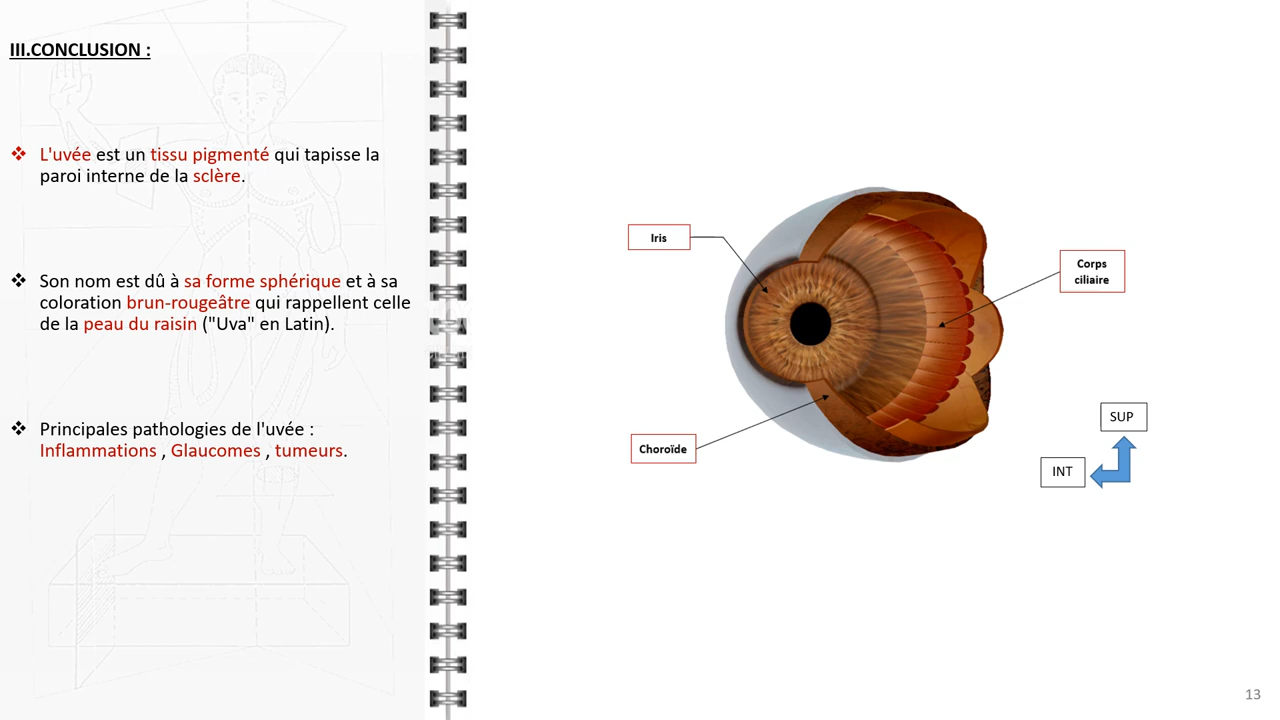 III.CONCLUSION :
❖ L'uvée est un tissu pigmenté qui tapisse la
paroi interne de la sclère.
❖ Son nom est dû à sa forme sphérique et à sa
coloration brun-rougeâtre qui rappellent celle
de la peau du raisin ("Uva" en Latin).
❖ Principales pathologies de l'uvée :
Inflammations , Glaucomes , tumeurs.
Iris
Corps
ciliaire
Choroïde
SUP
INT
13